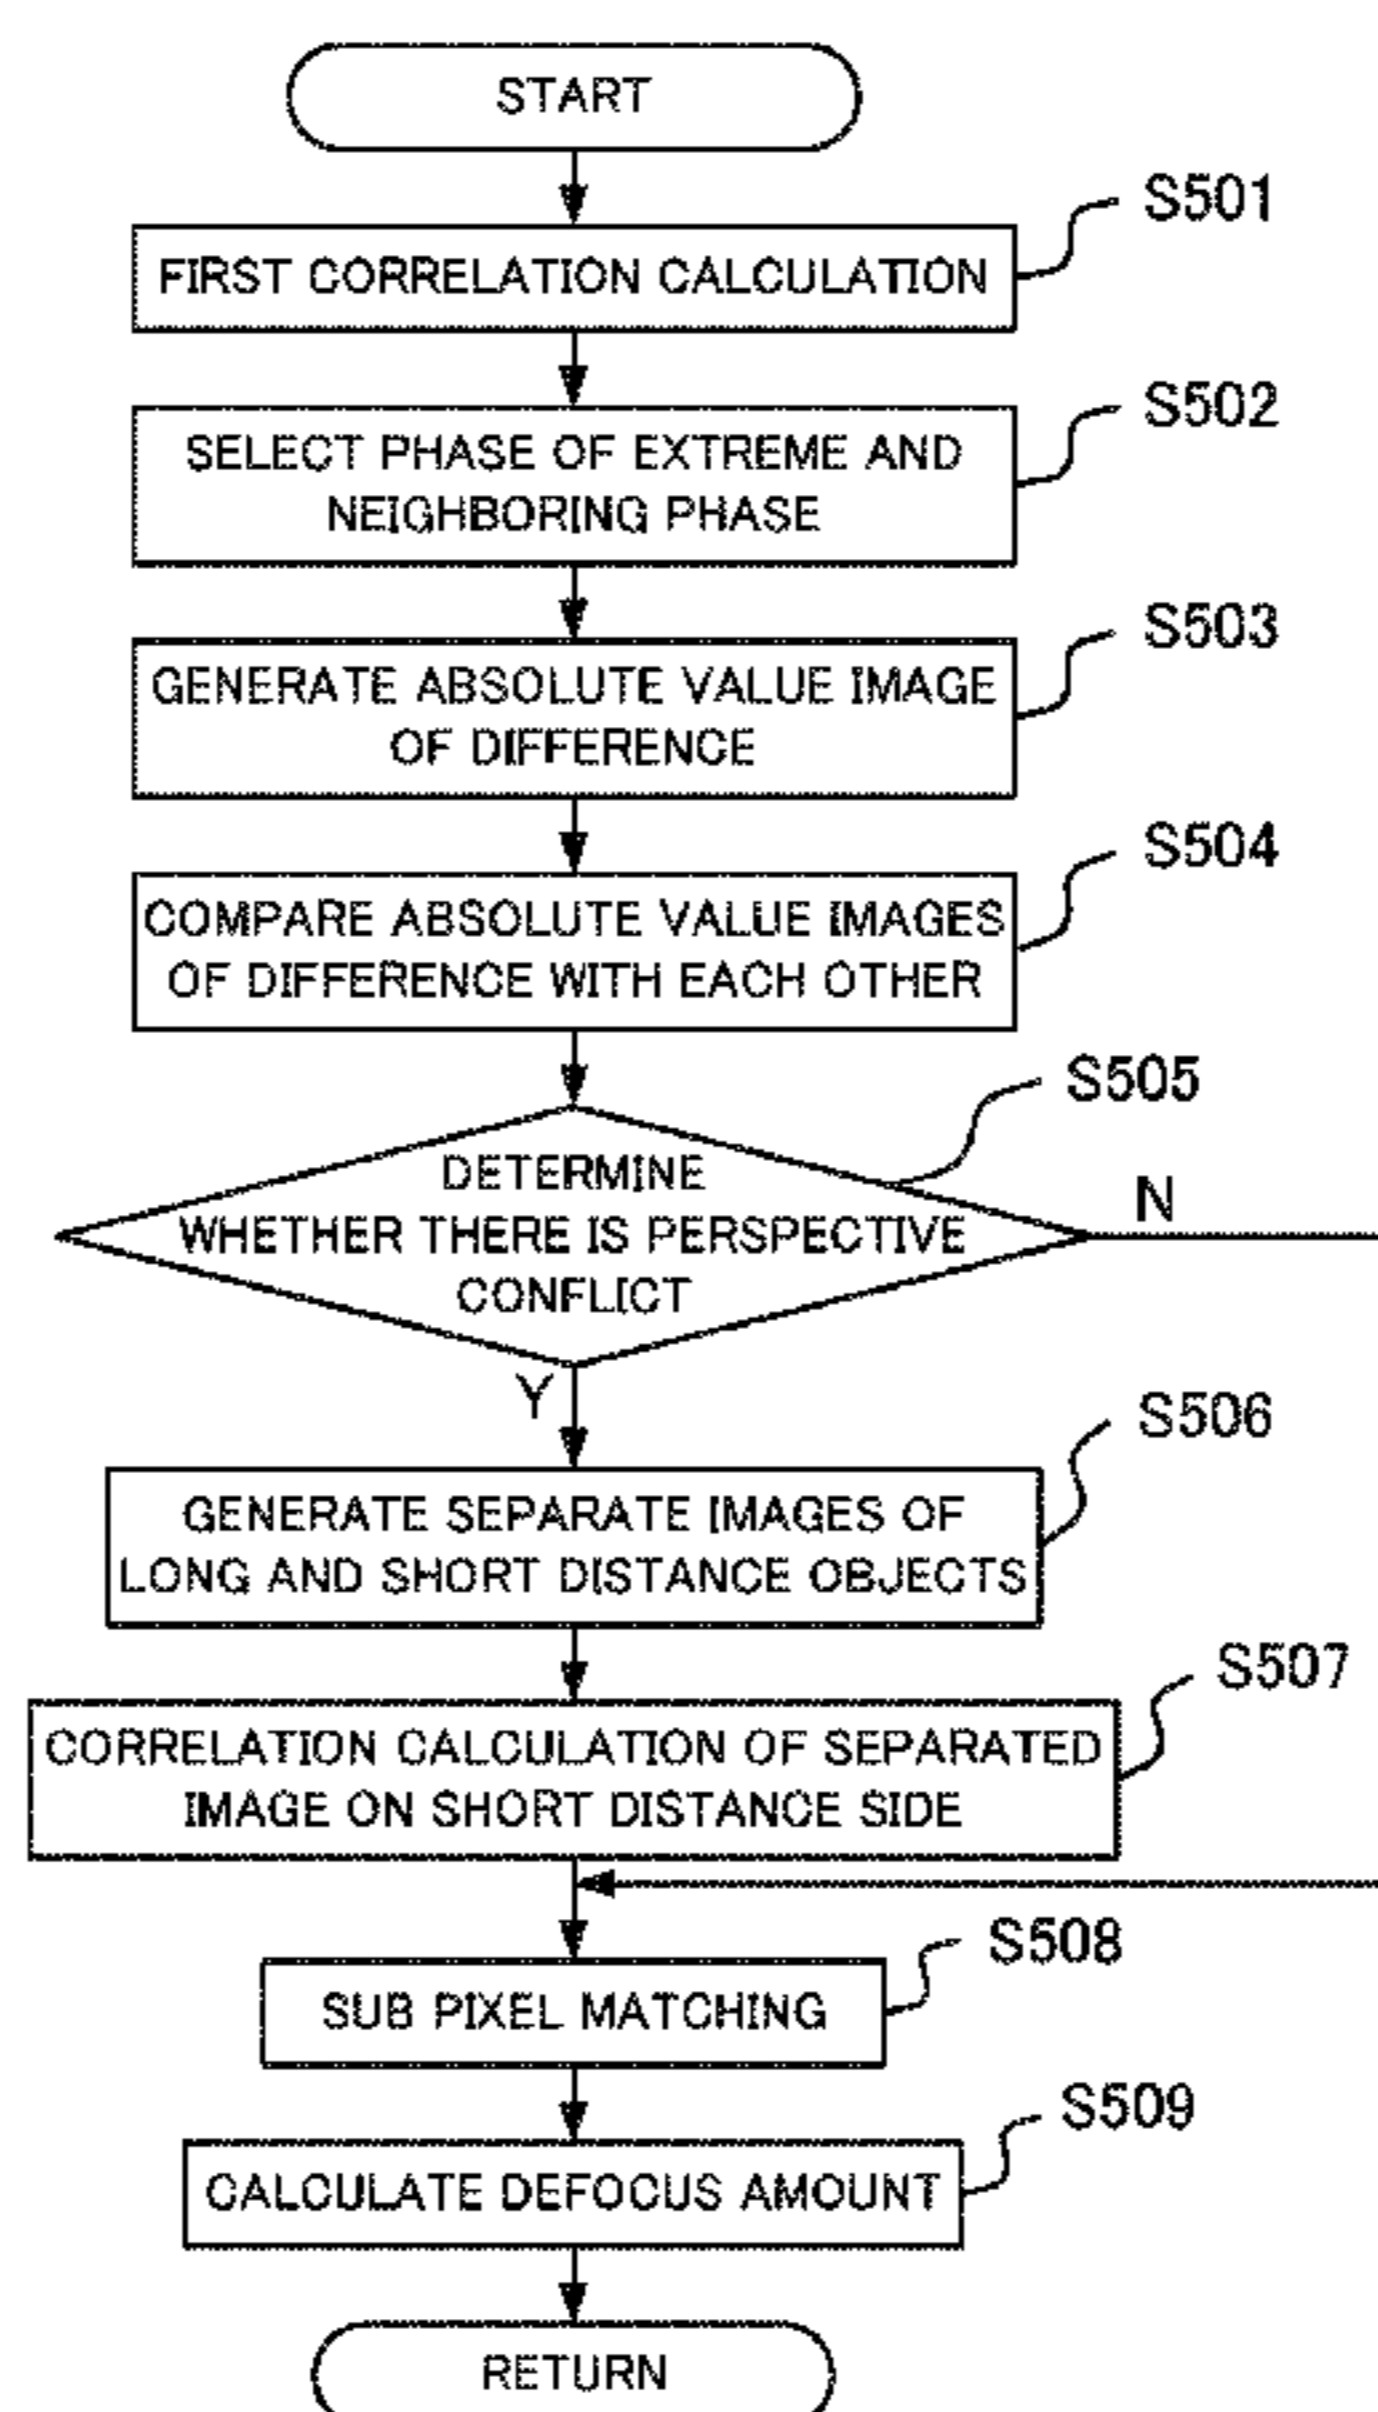 START
S501
FIRST CORRELATION CALCULATION
S502
SELECT PHASE OF EXTREME AND
NEIGHBORING PHASE
S503
GENERATE ABSOLUTE VALUE IMAGE
OF DIFFERENCE
S504
COMPARE ABSOLUTE VALUE IMAGES
OF DIFFERENCE WITH EACH OTHER
S505
DETERMINE
WHETHER THERE IS PERSPECTIVE
CONFLICT
N
Y
S506
GENERATE SEPARATE IMAGES OF
LONG AND SHORT DISTANCE OBJECTS
S507
CORRELATION CALCULATION OF SEPARATED
IMAGE ON SHORT DISTANCE SIDE
S508
SUB PIXEL MATCHING
S509
CALCULATE DEFOCUS AMOUNT
RETURN